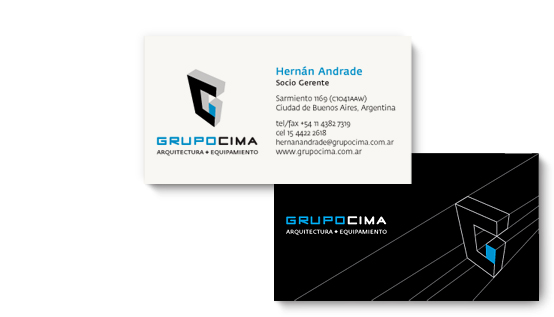 Hernán Andrade
Socio Gerente
Sarmiento 1169 (C1041AAW)
Ciudad de Buenos Aires, Argentina
tel/fax +54 11 4382 7319
cel 15 4422 2618
hernanandrade@grupocima.com.ar
www.grupocima.com.ar
GRUPOCIMA
ARQUITECTURA + EQUIPAMIENTO
GRUPOCIMA
ARQUITECTURA + EQUIPAMIENTO